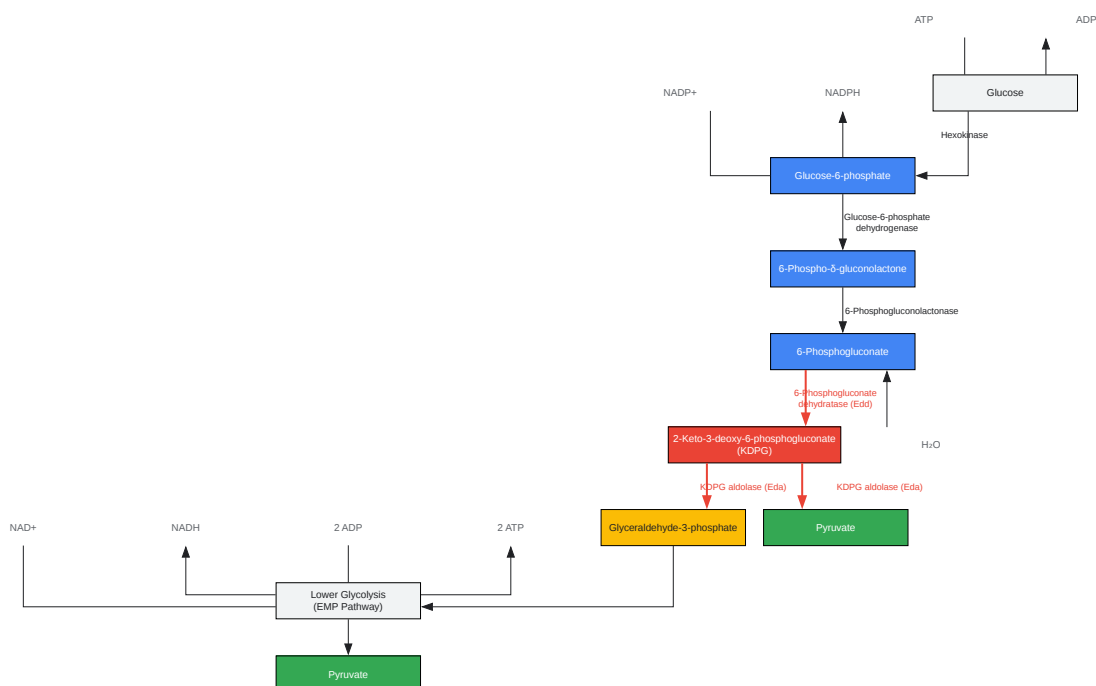 ATP
ADP
NADP+
NADPH
Glucose
Hexokinase
Glucose-6-phosphate
Glucose-6-phosphate
dehydrogenase
6-Phospho-δ-gluconolactone
6-Phosphogluconolactonase
6-Phosphogluconate
6-Phosphogluconate
dehydratase (Edd)
2-Keto-3-deoxy-6-phosphogluconate
(KDPG)
H₂O
KDPG aldolase (Eda)
KDPG aldolase (Eda)
Glyceraldehyde-3-phosphate
Pyruvate
NAD+
NADH
2 ADP
2 ATP
Lower Glycolysis
(EMP Pathway)
Pyruvate